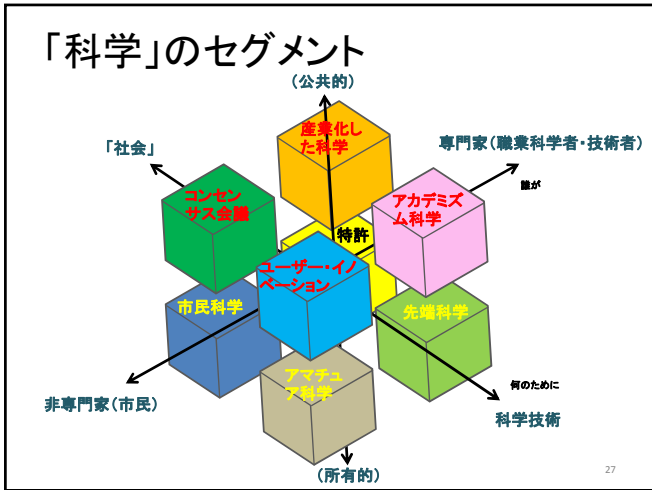 「科学」のセグメント
(公共的)
産業化し
た科学
専門家(職業科学者・技術者)
「社会」
誰が
コンセン
サス会議
アカデミズ
ム科学
特許
ユーザー・イノ
ベーション
市民科学
先端科学
アマチュ
ア科学
何のために
非専門家(市民)
科学技術
(所有的)
27